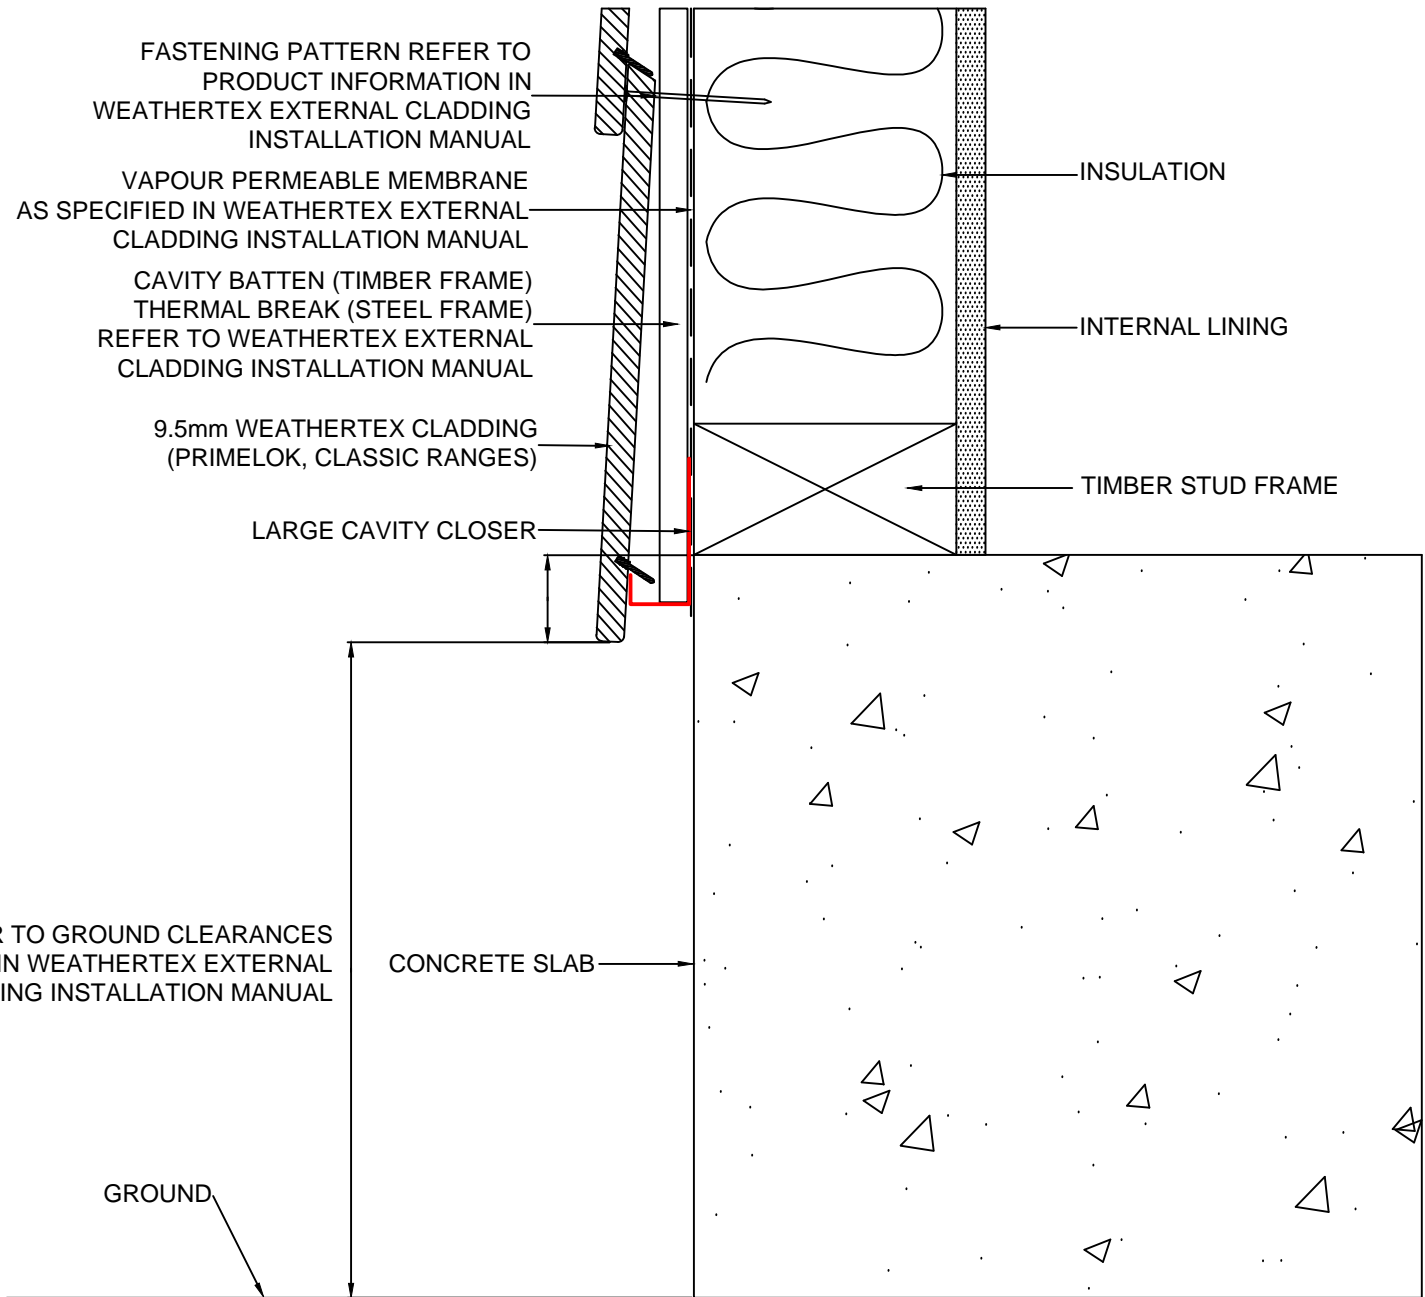 FASTENING PATTERN REFER TO
PRODUCT INFORMATION IN
WEATHERTEX EXTERNAL CLADDING
INSTALLATION MANUAL
VAPOUR PERMEABLE MEMBRANE
AS SPECIFIED IN WEATHERTEX EXTERNAL
CLADDING INSTALLATION MANUAL
CAVITY BATTEN (TIMBER FRAME)
THERMAL BREAK (STEEL FRAME)
REFER TO WEATHERTEX EXTERNAL
CLADDING INSTALLATION MANUAL
9.5mm WEATHERTEX CLADDING
(PRIMELOK, CLASSIC RANGES)
LARGE CAVITY CLOSER
INSULATION
INTERNAL LINING
TIMBER STUD FRAME
TO GROUND CLEARANCES
IN WEATHERTEX EXTERNAL
INSTALLATION MANUAL
CONCRETE SLAB
GROUND